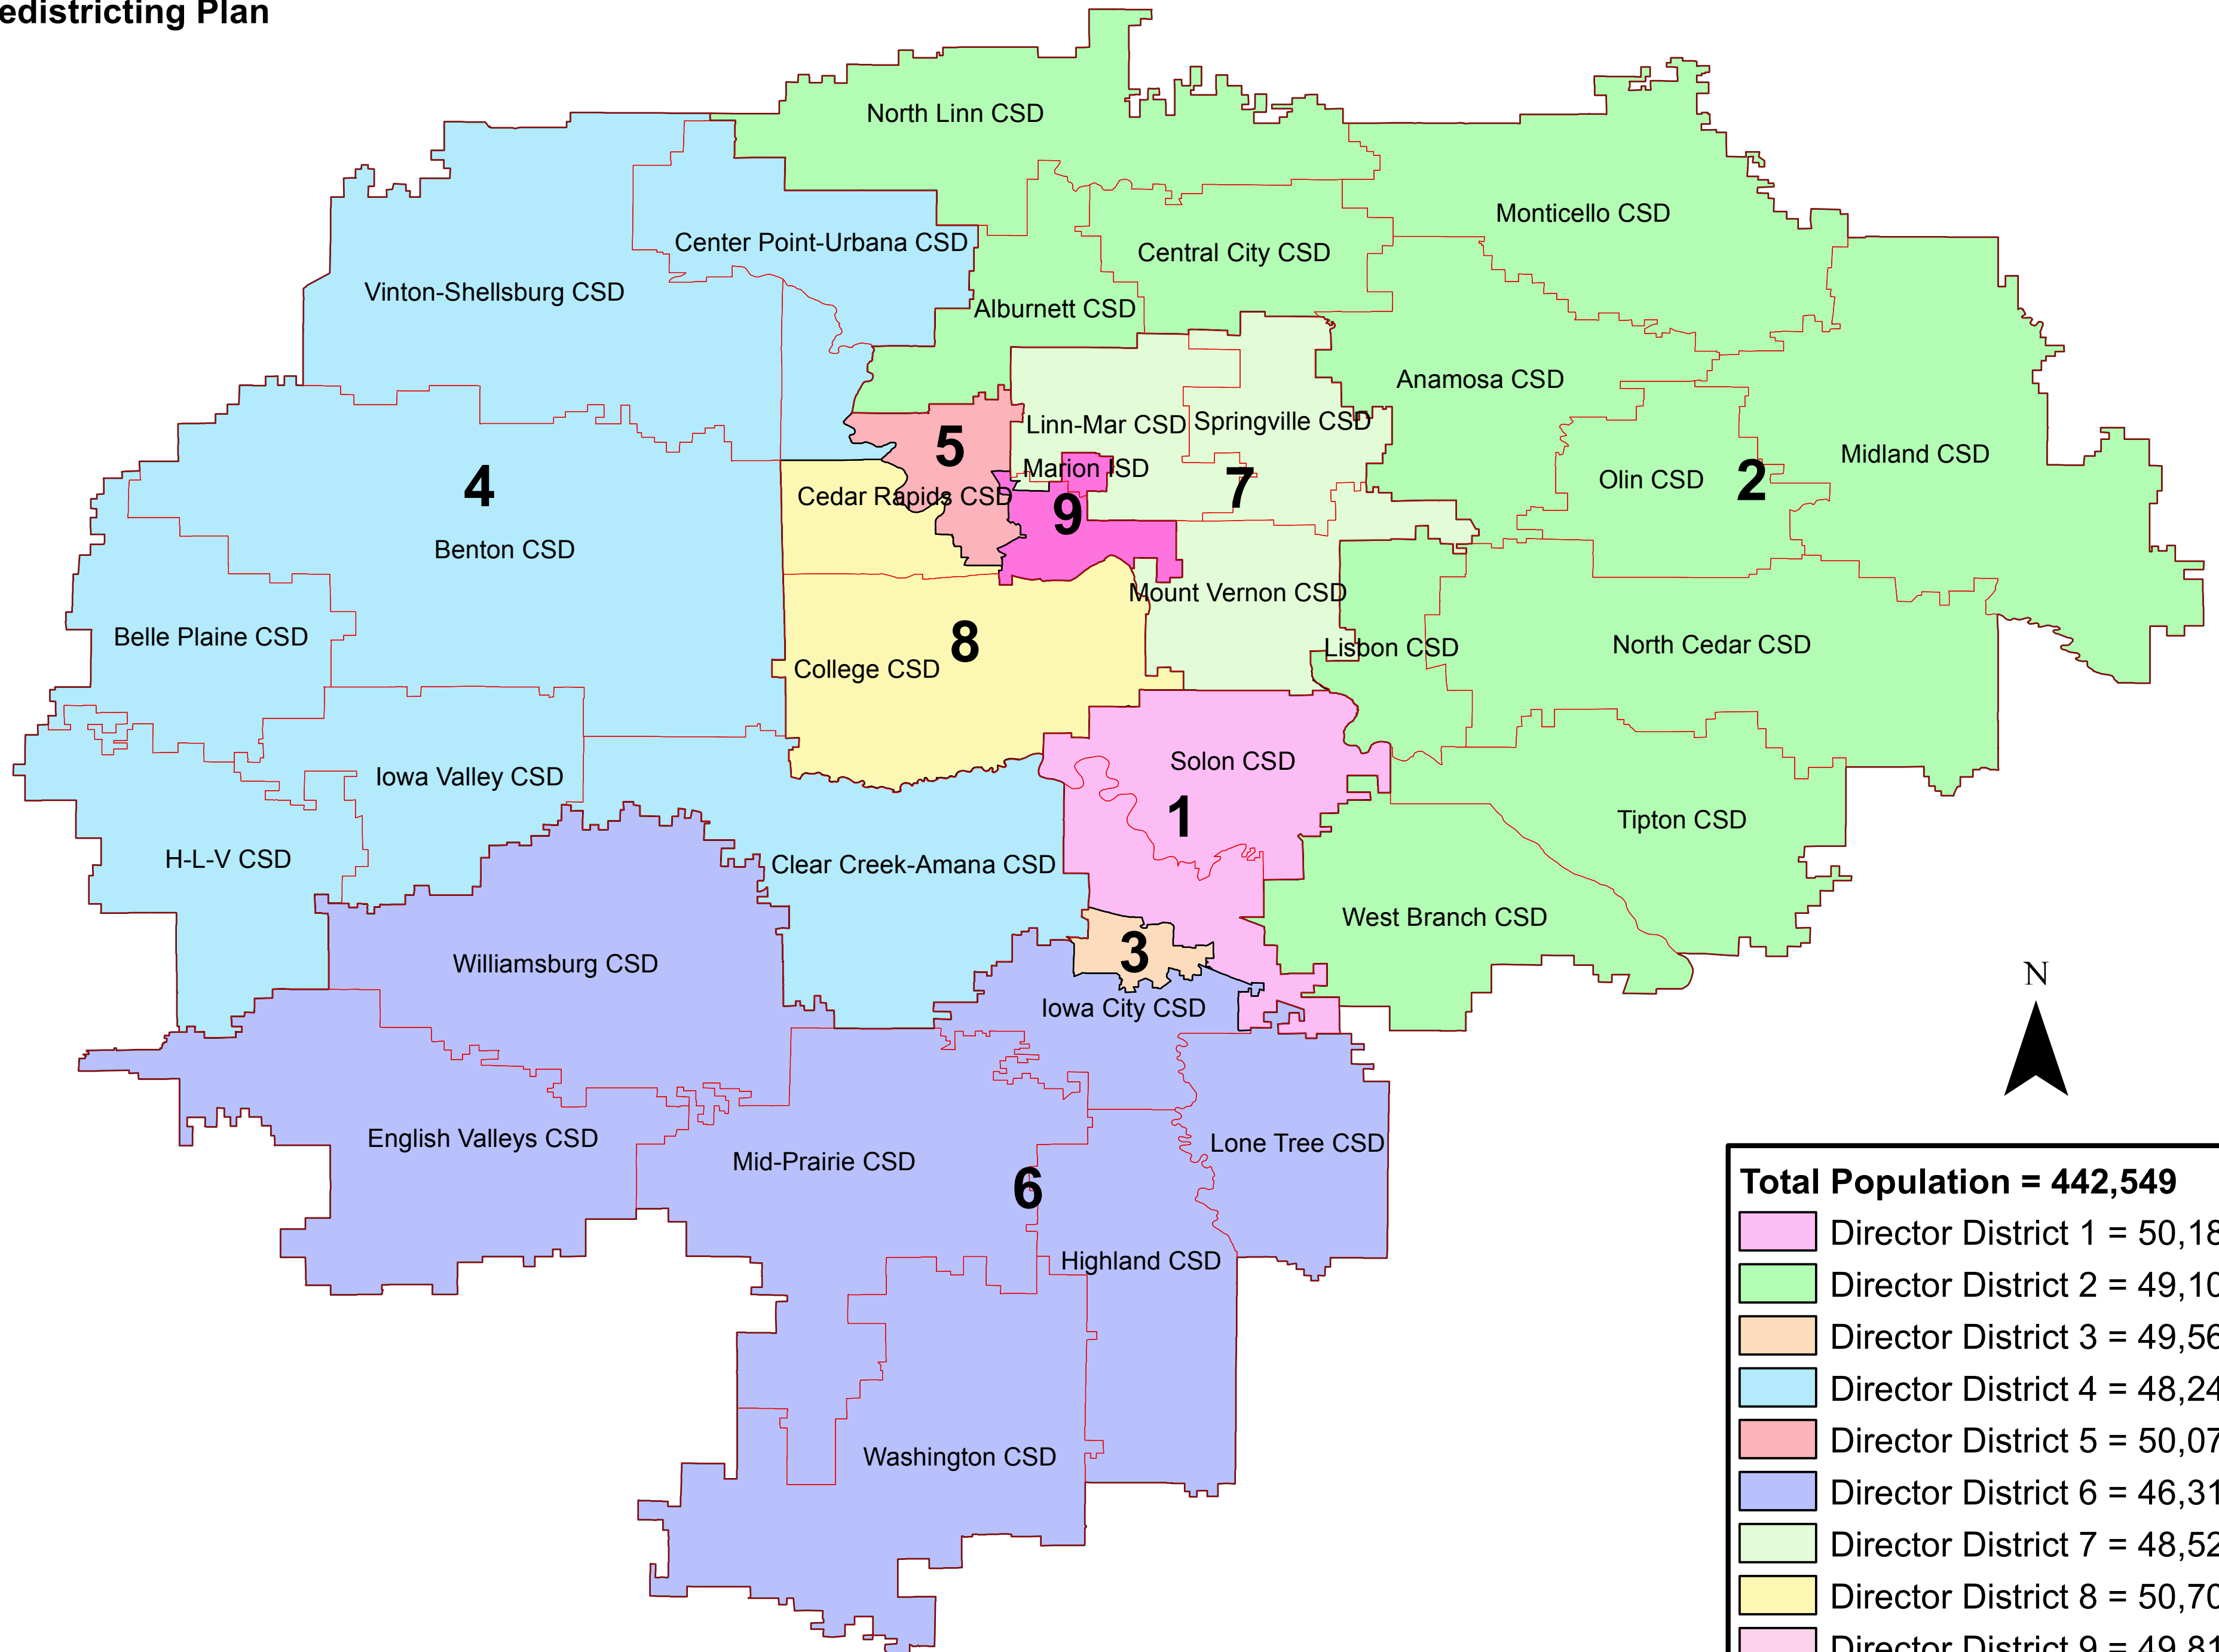 edistricting Plan
North Linn CSD
Monticello CSD
Center Point-Urbana CSD
Central City CSD
Vinton-Shellsburg CSD
Alburnett CSD
Anamosa CSD
Linn-Mar CSD
Springville CSD
5
Marion ISD
Midland CSD
4
7
Olin CSD
2
Cedar Rapids CSD
9
Benton CSD
Mount Vernon CSD
Belle Plaine CSD
8
Lisbon CSD
North Cedar CSD
College CSD
Solon CSD
Iowa Valley CSD
1
Tipton CSD
H-L-V CSD
Clear Creek-Amana CSD
West Branch CSD
3
Williamsburg CSD
N
Iowa City CSD
English Valleys CSD
Lone Tree CSD
Mid-Prairie CSD
6
Highland CSD
Washington CSD
Total Population = 442,549
Director District 1 = 50,18
Director District 2 = 49,10
Director District 3 = 49,56
Director District 4 = 48,24
Director District 5 = 50,07
Director District 6 = 46,31
Director District 7 = 48,52
Director District 8 = 50,70
Director District 9 = 49,81